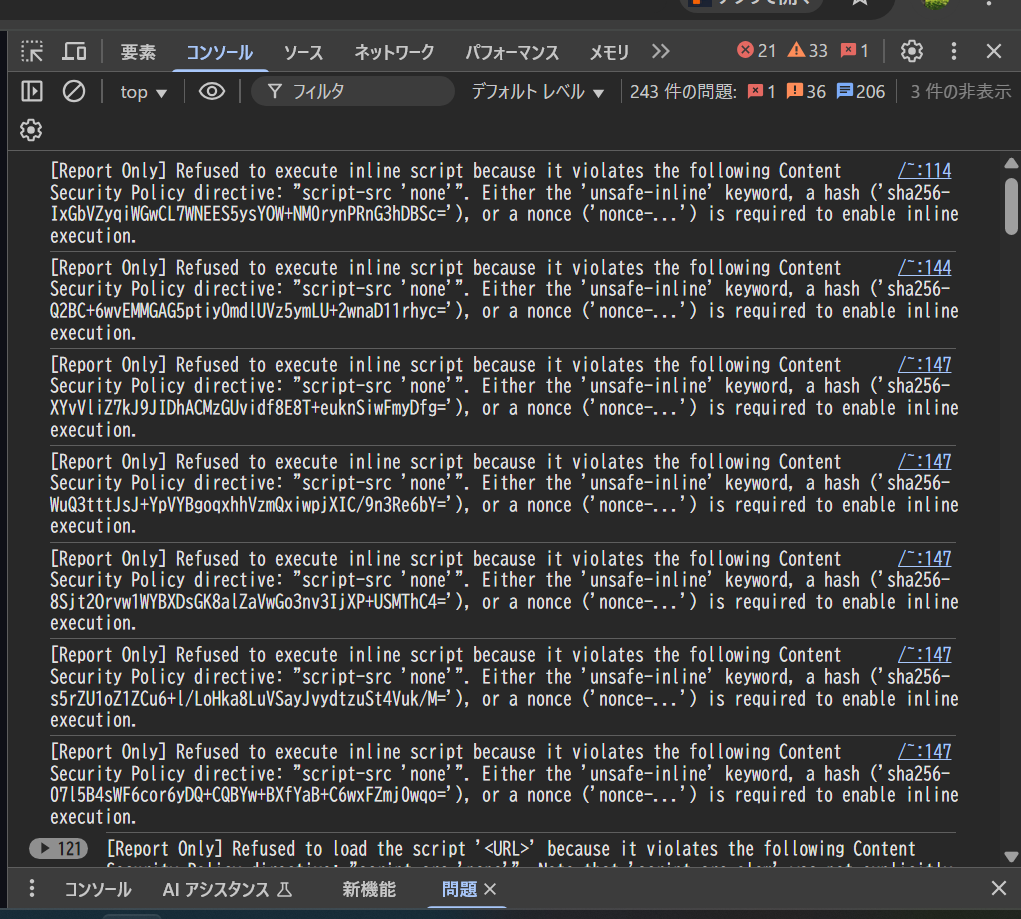 要素 コンソール ソース ネットワーク パフォーマンス メモリ 21 33 1
top フィルタ デフォルト レベル 243 件の問題: 1 36 206 3 件の非表示
[Report Only] Refused to execute inline script because it violates the following Content /~:114
Security Policy directive: "script-src 'none'". Either the 'unsafe-inline' keyword, a hash ('sha256-
IxGbVZyqiWGwCL7WNEES5ysYOW+NMOrynPRnG3hDBSc='), or a nonce ('nonce-...') is required to enable inline
execution.
[Report Only] Refused to execute inline script because it violates the following Content /~:144
Security Policy directive: "script-src 'none'". Either the 'unsafe-inline' keyword, a hash ('sha256-
Q2BC+6wvEMMGAG5ptiyOmdlUVz5ymLU+2wnaD11rhyc='), or a nonce ('nonce-...') is required to enable inline
execution.
[Report Only] Refused to execute inline script because it violates the following Content /~:147
Security Policy directive: "script-src 'none'". Either the 'unsafe-inline' keyword, a hash ('sha256-
XYvVliZ7kJ9JIDhACMzGUvidf8E8T+euknSiwFmyDfg='), or a nonce ('nonce-...') is required to enable inline
execution.
[Report Only] Refused to execute inline script because it violates the following Content /~:147
Security Policy directive: "script-src 'none'". Either the 'unsafe-inline' keyword, a hash ('sha256-
WuQ3tttJsJ+YpVYBgoqxhhVzmQxiwpjXIC/9n3Re6bY='), or a nonce ('nonce-...') is required to enable inline
execution.
[Report Only] Refused to execute inline script because it violates the following Content /~:147
Security Policy directive: "script-src 'none'". Either the 'unsafe-inline' keyword, a hash ('sha256-
8Sjt2Orvw1WYBXDsGK8alZaVwGo3nv3IjXP+USMThC4='), or a nonce ('nonce-...') is required to enable inline
execution.
[Report Only] Refused to execute inline script because it violates the following Content /~:147
Security Policy directive: "script-src 'none'". Either the 'unsafe-inline' keyword, a hash ('sha256-
s5rZU1oZ1ZCu6+l/LoHka8LuVSayJvydtzuSt4Vuk/M='), or a nonce ('nonce-...') is required to enable inline
execution.
[Report Only] Refused to execute inline script because it violates the following Content /~:147
Security Policy directive: "script-src 'none'". Either the 'unsafe-inline' keyword, a hash ('sha256-
O7l5B4sWF6cor6yDQ+CQBYw+BXfYaB+C6wxFZmjOwqo='), or a nonce ('nonce-...') is required to enable inline
execution.
121 [Report Only] Refused to load the script '<URL>' because it violates the following Content
コンソール AI アシスタンス 新機能 問題